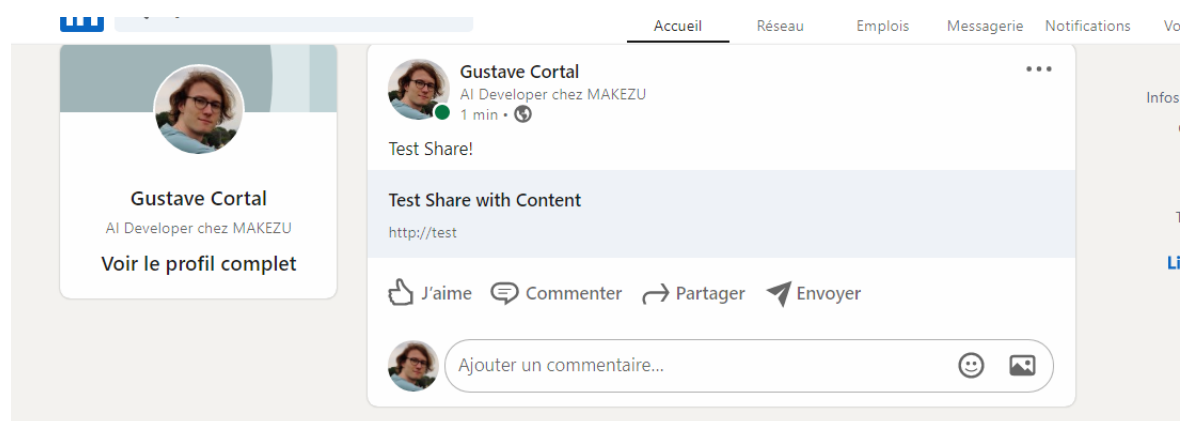 Accueil Réseau Emplois Messagerie Notifications
Gustave Cortal
AI Developer chez MAKEZU
Voir le profil complet
Gustave Cortal
AI Developer chez MAKEZU
1 min •
Test Share!
Test Share with Content
http://test
J'aime Commenter Partager Envoyer
Ajouter un commentaire...
Infos